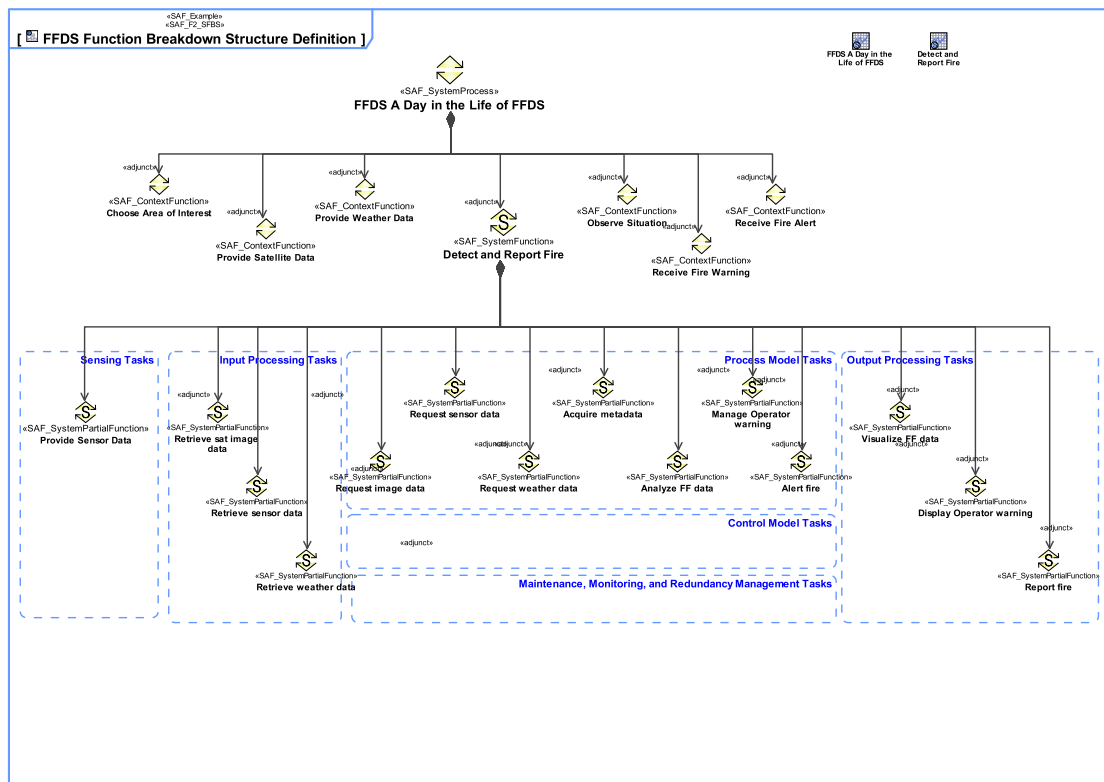 «SAF_Example»
«SAF_F2_SFBS»
[ FFDS Function Breakdown Structure Definition ]
FFDS A Day in the
Life of FFDS
Detect and
Report Fire
«SAF_SystemProcess»
FFDS A Day in the Life of FFDS
«adjunct»
«SAF_ContextFunction»
Choose Area of Interest
«adjunct»
«SAF_ContextFunction»
Provide Satellite Data
«adjunct»
«SAF_ContextFunction»
Provide Weather Data
«adjunct»
S
«SAF_SystemFunction»
Detect and Report Fire
«adjunct»
«SAF_ContextFunction»
Observe Situation
«adjunct»
«SAF_ContextFunction»
Receive Fire Warning
«adjunct»
«SAF_ContextFunction»
Receive Fire Alert
Sensing Tasks
S
«SAF_SystemPartialFunction»
Provide Sensor Data
Input Processing Tasks
«adjunct»
«adjunct»
S
«SAF_SystemPartialFunction»
Retrieve sat image
data
S
«SAF_SystemPartialFunction»
Retrieve sensor data
S
«SAF_SystemPartialFunction»
Retrieve weather data
Process Model Tasks
S
«SAF_SystemPartialFunction»
Request sensor data
«adjunct»
S
«SAF_SystemPartialFunction»
Acquire metadata
«adjunct»
«adjunct»
S
«SAF_SystemPartialFunction»
Manage Operator
warning
«adjunct»
S
«SAF_SystemPartialFunction»
Request image data
«adjunct»
«adjunct»
S
«SAF_SystemPartialFunction»
Request weather data
S
«SAF_SystemPartialFunction»
Analyze FF data
«adjunct»
S
«SAF_SystemPartialFunction»
Alert fire
Control Model Tasks
«adjunct»
Maintenance, Monitoring, and Redundancy Management Tasks
Output Processing Tasks
«adjunct»
S
«SAF_SystemPartialFunction»
Visualize FF data
«adjunct»
«adjunct»
S
«SAF_SystemPartialFunction»
Display Operator warning
«adjunct»
S
«SAF_SystemPartialFunction»
Report fire